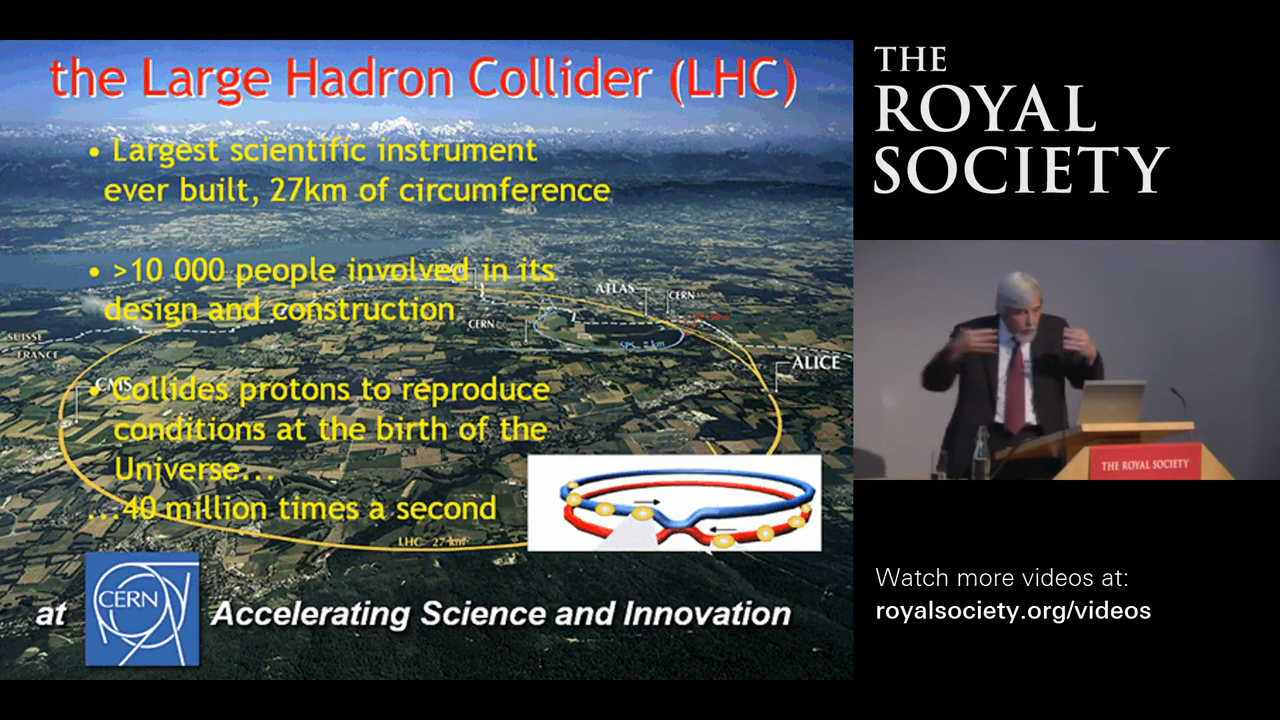 the Large Hadron Collider (LHC)
• Largest scientific instrument
ever built, 27km of circumference
• >10 000 people involved in its
design and construction
ATLAS
CERN
CERN
SUISSE
FRANCE
SPS
km
ALICE
CMS
• Collides protons to reproduce
conditions at the birth of the
Universe...
...40 million times a second
LHC 27 km
at
CERN
Accelerating Science and Innovation
THE
ROYAL
SOCIETY
THE ROYAL SOCIETY
Watch more videos at:
royalsociety.org/videos